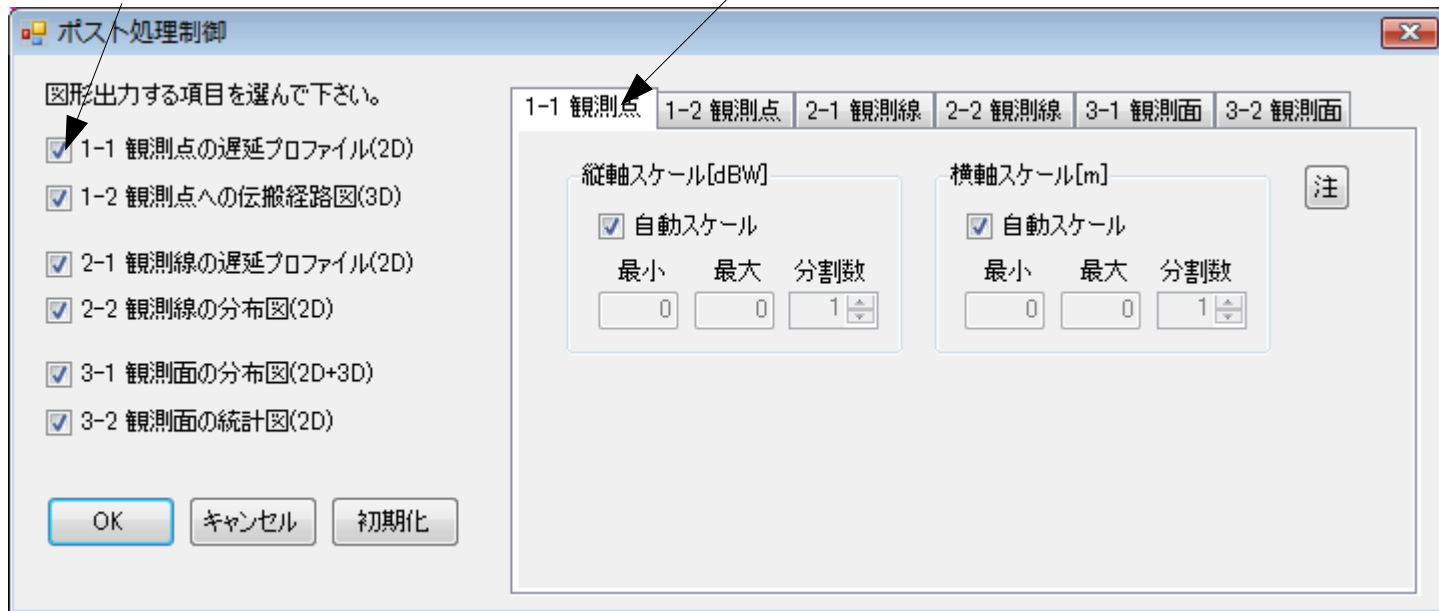 ポスト処理制御
図形出力する項目を選んで下さい。
1-1 観測点の遅延プロファイル(2D)
1-2 観測点への伝搬経路図(3D)
2-1 観測線の遅延プロファイル(2D)
2-2 観測線の分布図(2D)
3-1 観測面の分布図(2D+3D)
3-2 観測面の統計図(2D)
OK キャンセル 初期化
1-1 観測点 1-2 観測点 2-1 観測線 2-2 観測線 3-1 観測面 3-2 観測面
縦軸スケール[dBW]
自動スケール
最小 最大 分割数
0 0 1
横軸スケール[m]
自動スケール
最小 最大 分割数
0 0 1
注